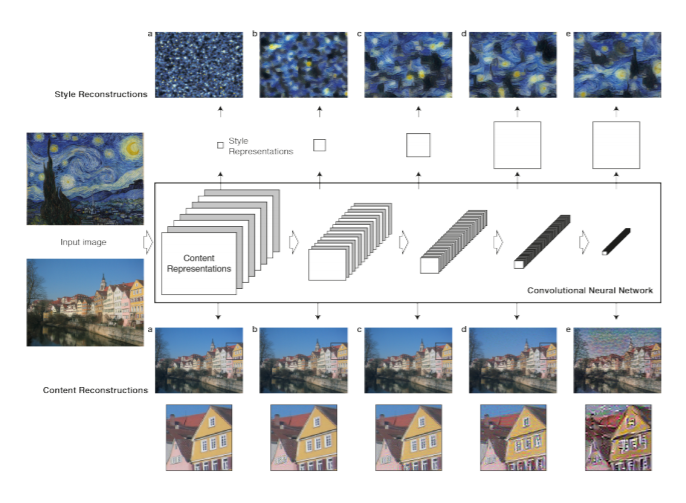 a
b
c
d
e
Style Reconstructions
Style
Representations
Input image
Content
Representations
Convolutional Neural Network
a
b
c
d
e
Content Reconstructions